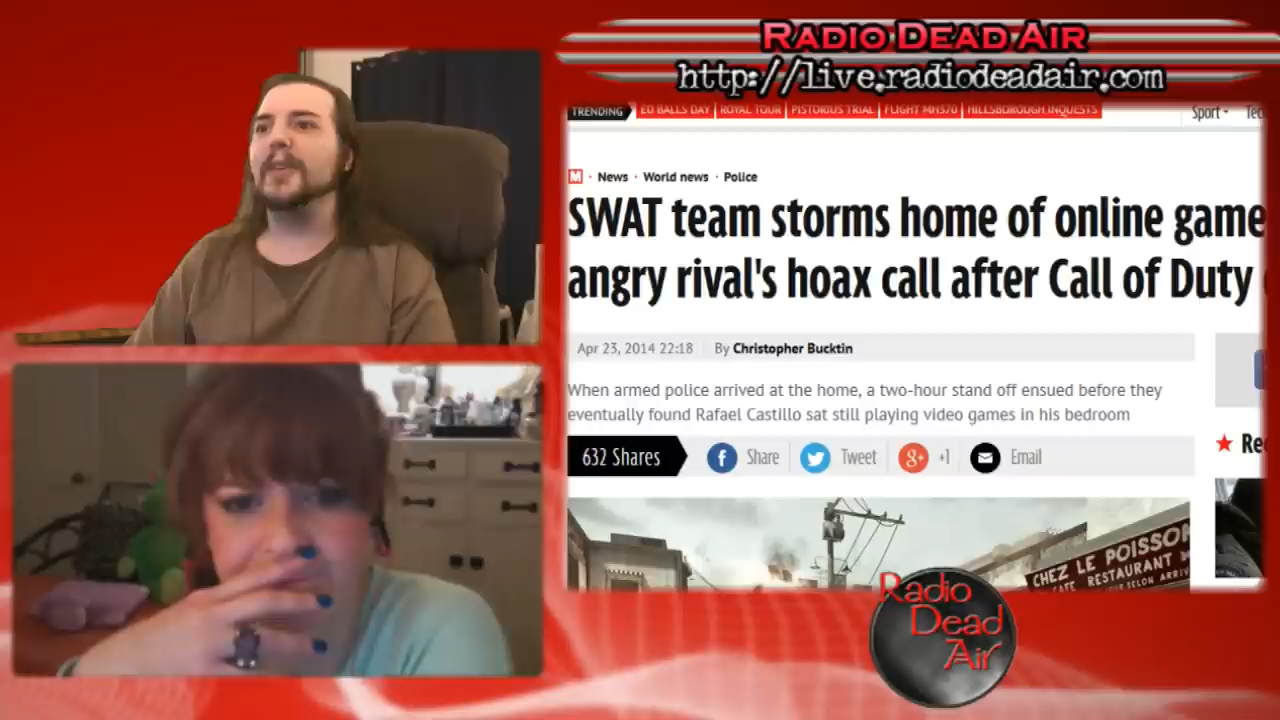 RADIO DEAD AIR
http://live.radiodeadair.com
TRENDING ED BALLS DAY ROYAL TOUR PISTORIUS TRIAL FLIGHT MH370 HILLSBOROUGH INQUESTS
Sport
M · News · World news · Police
SWAT team storms home of online game
angry rival's hoax call after Call of Duty
Apr 23, 2014 22:18 By Christopher Bucktin
When armed police arrived at the home, a two-hour stand off ensued before they
eventually found Rafael Castillo sat still playing video games in his bedroom
632 Shares Share Tweet +1 Email
Re
CHEZ LE POISSON
RESTAURANT
Radio
Dead
Air